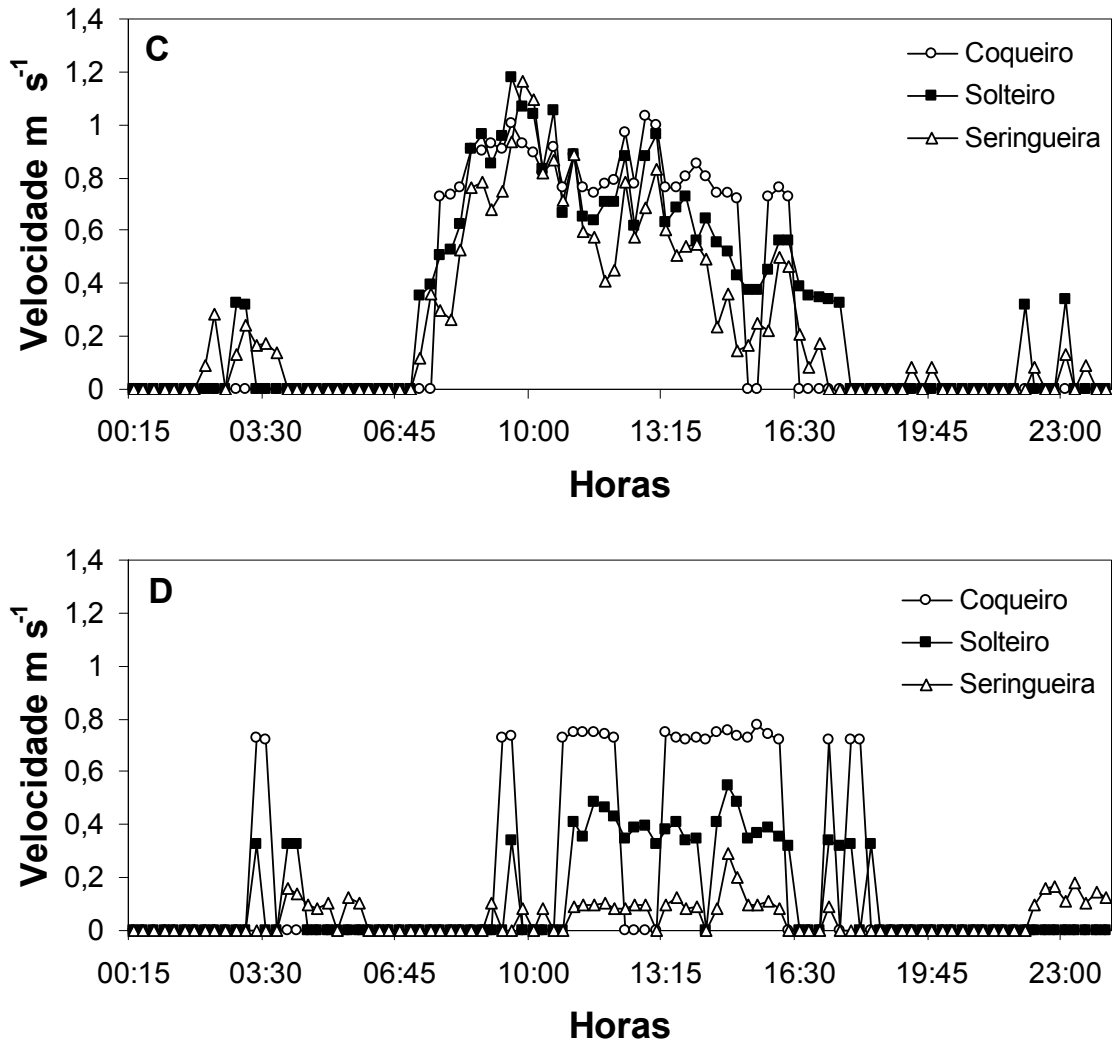 C
Velocidade m s-1
1,4
1,2
1
0,8
0,6
0,4
0,2
0
Coqueiro
Solteiro
Seringueira
00:15 03:30 06:45 10:00 13:15 16:30 19:45 23:00
Horas
D
Velocidade m s-1
1,4
1,2
1
0,8
0,6
0,4
0,2
0
Coqueiro
Solteiro
Seringueira
00:15 03:30 06:45 10:00 13:15 16:30 19:45 23:00
Horas